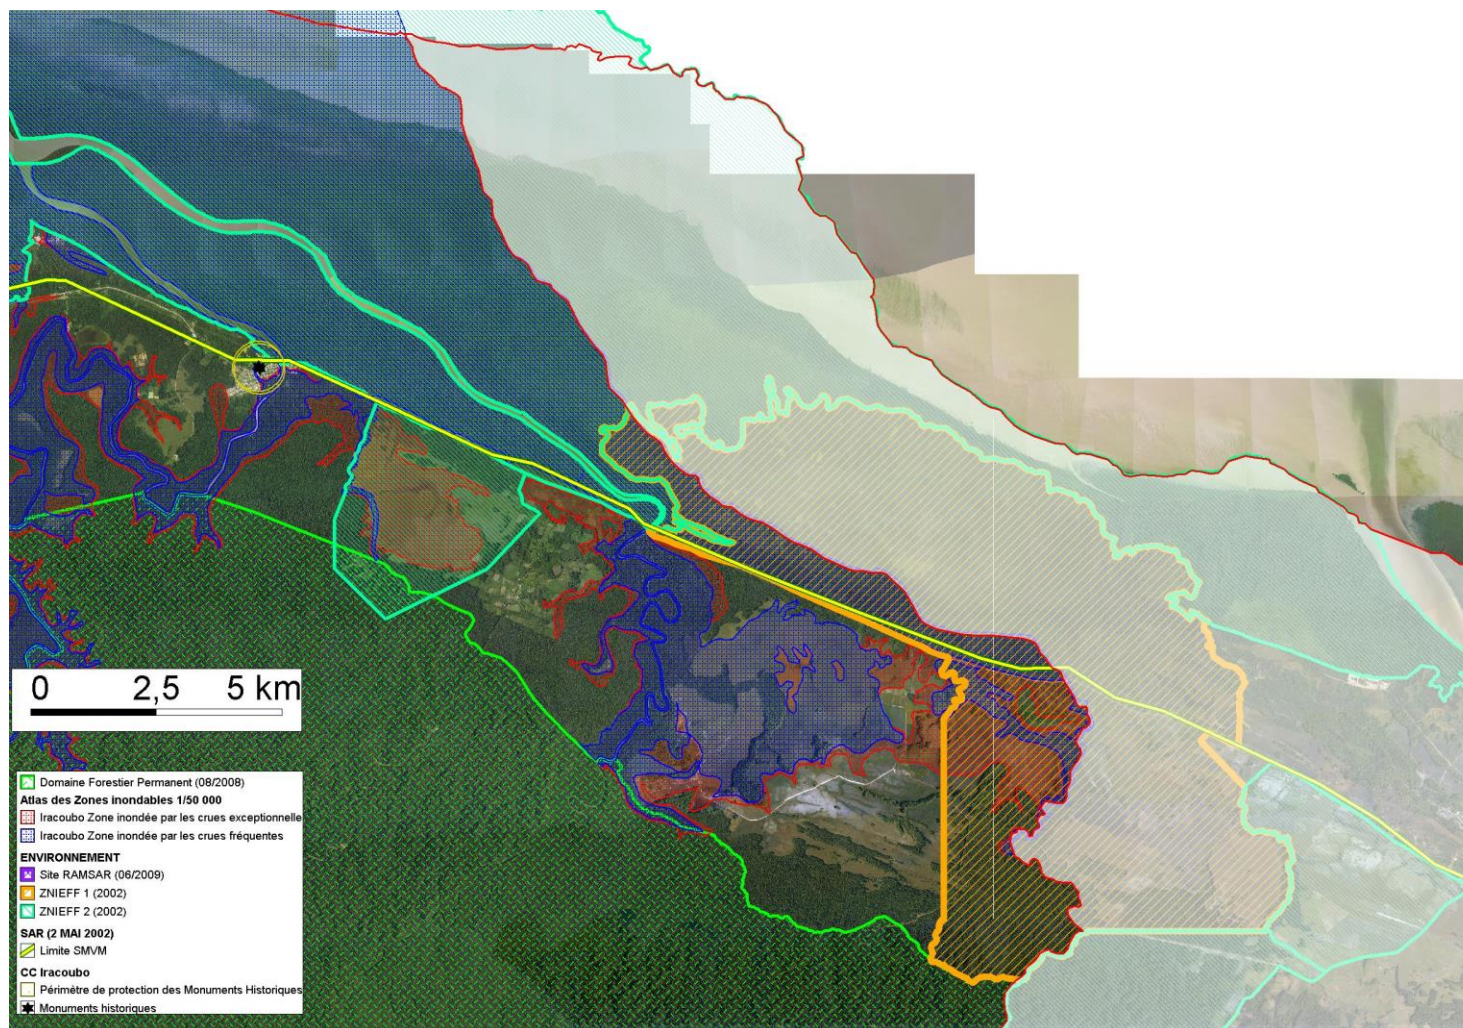 0 2,5 5 km
Domaine Forestier Permanent (08/2008)
Atlas des Zones inondables 1/50 000
Iracoubo Zone inondée par les crues exceptionnelle
Iracoubo Zone inondée par les crues fréquentes
ENVIRONNEMENT
Site RAMSAR (06/2009)
ZNIEFF 1 (2002)
ZNIEFF 2 (2002)
SAR (2 MAI 2002)
Limite SMVM
CC Iracoubo
Périmètre de protection des Monuments Historiques
Monuments historiques